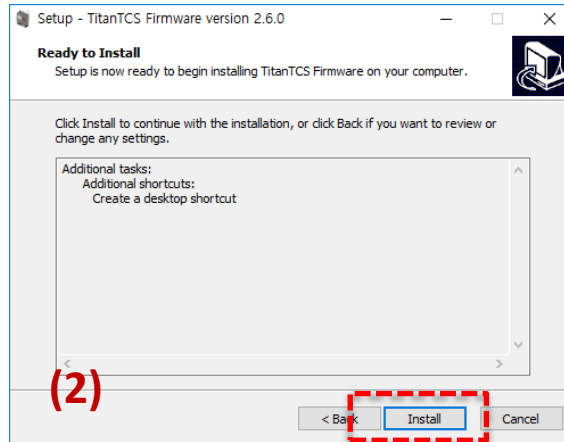 Setup - TitanTCS Firmware version 2.6.0
Ready to Install
Setup is now ready to begin installing TitanTCS Firmware on your computer.
Click Install to continue with the installation, or click Back if you want to review or
change any settings.
Additional tasks:
Additional shortcuts:
Create a desktop shortcut
(2)
< Back Install Cancel